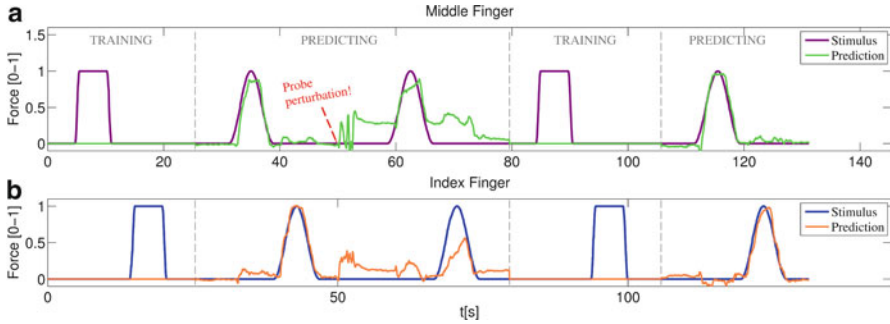 Middle Finger
a
1.5
1
0.5
0
Force [0-1]
TRAINING
PREDICTING
TRAINING
PREDICTING
Stimulus
Prediction
Probe
perturbation!
0 20 40 60 80 100 120 140
Index Finger
b
1
0.5
0
Force [0-1]
Stimulus
Prediction
0 50 100
t[s]